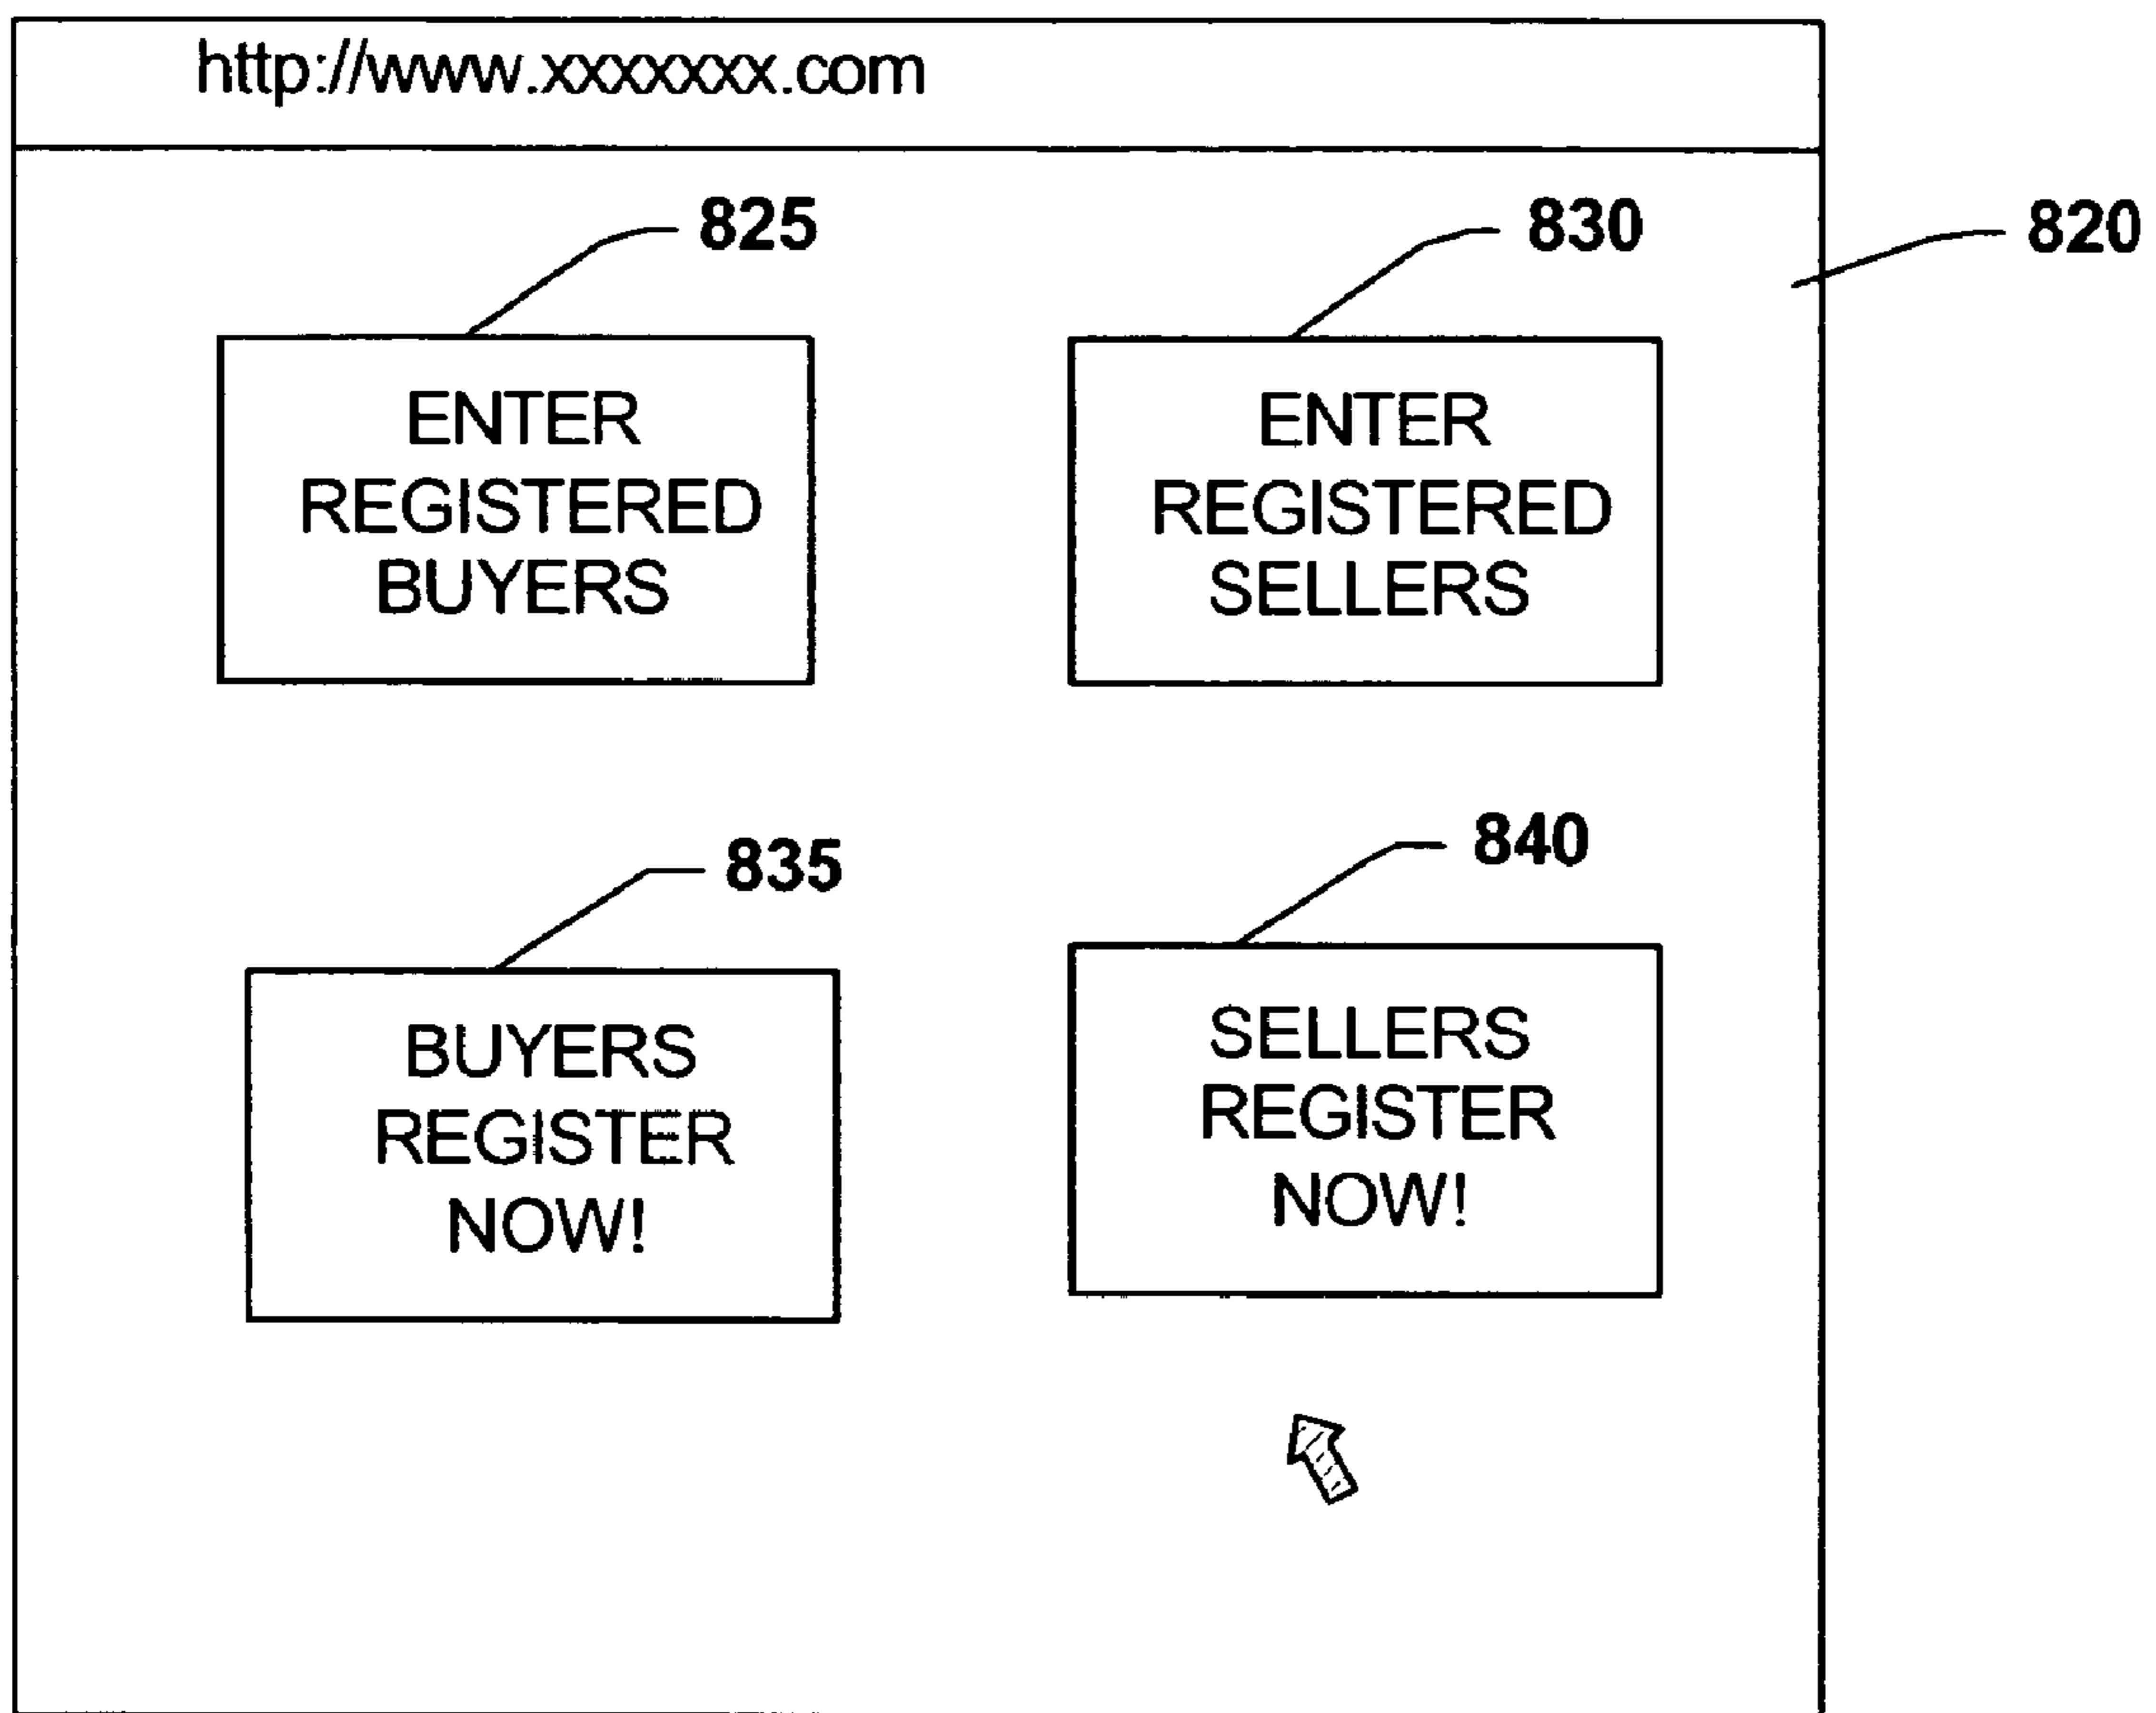 http://www.xxxxxxx.com
825
830
820
ENTER
REGISTERED
BUYERS
ENTER
REGISTERED
SELLERS
835
840
BUYERS
REGISTER
NOW!
SELLERS
REGISTER
NOW!